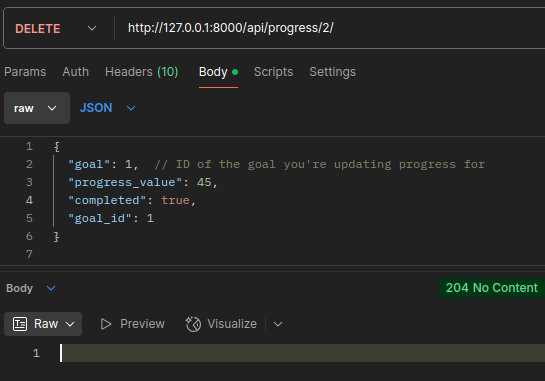 DELETE http://127.0.0.1:8000/api/progress/2/
Params Auth Headers (10) Body Scripts Settings
raw JSON
1 {
2 "goal": 1, // ID of the goal you're updating progress for
3 "progress_value": 45,
4 "completed": true,
5 "goal_id": 1
6 }
7
Body 204 No Content
Raw Preview Visualize
1